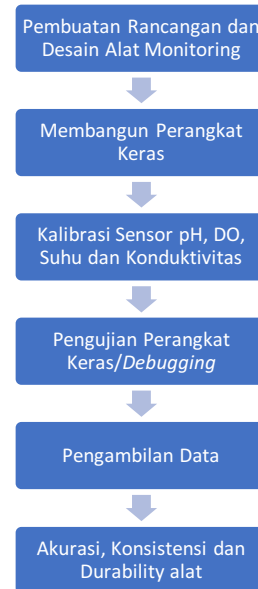 Pembuatan Rancangan dan
Desain Alat Monitoring
Membangun Perangkat
Keras
Kalibrasi Sensor pH, DO,
Suhu dan Konduktivitas
Pengujian Perangkat
Keras/Debugging
Pengambilan Data
Akurasi, Konsistensi dan
Durability alat